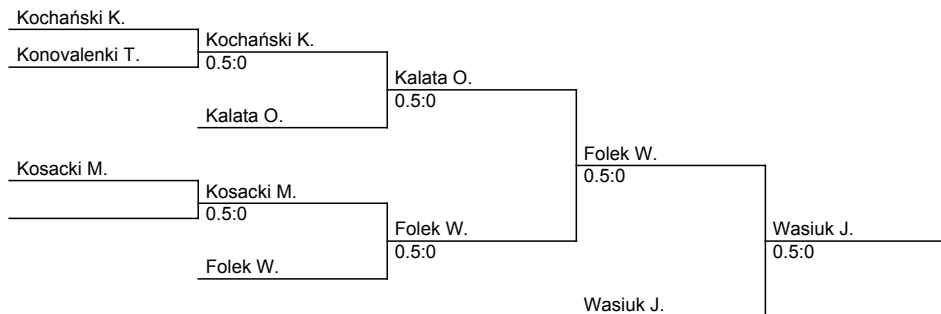 Kochański K.
Kochański K.
Konovalenki T.
0.5:0
Kalata O.
0.5:0
Kalata O.
Folek W.
Kosacki M.
0.5:0
Kosacki M.
0.5:0
Folek W.
Wasiuk J.
0.5:0
0.5:0
Folek W.
Wasiuk J.